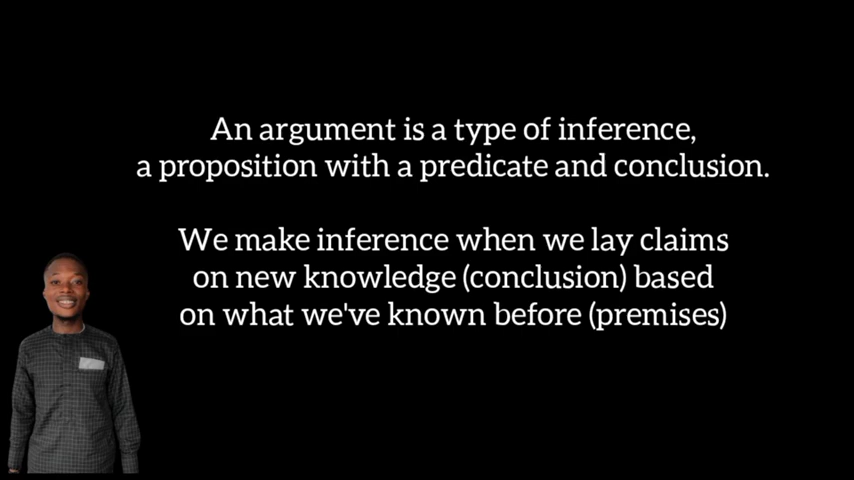 An argument is a type of inference,
a proposition with a predicate and conclusion.
We make inference when we lay claims
on new knowledge (conclusion) based
on what we've known before (premises)